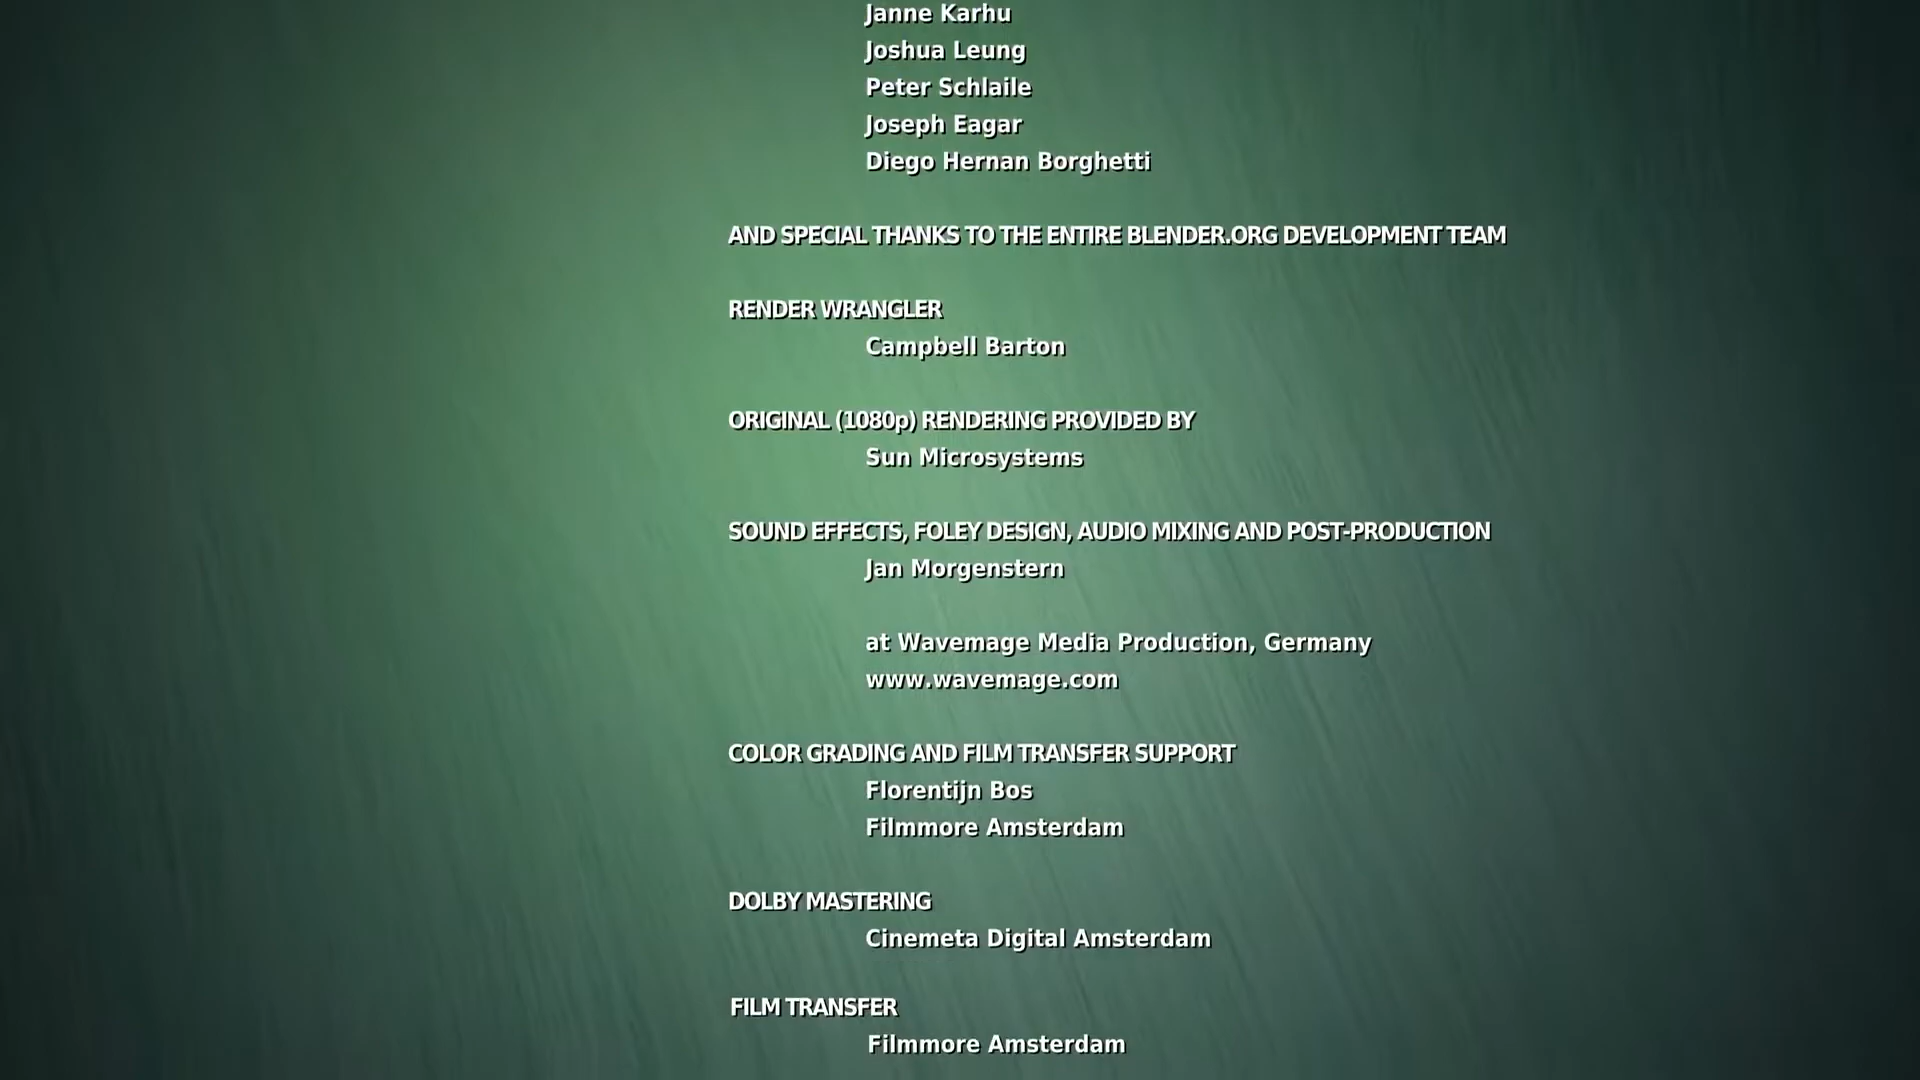 Janne Karhu
Joshua Leung
Peter Schlaile
Joseph Eagar
Diego Hernan Borghetti
AND SPECIAL THANKS TO THE ENTIRE BLENDER.ORG DEVELOPMENT TEAM
RENDER WRANGLER
Campbell Barton
ORIGINAL (1080p) RENDERING PROVIDED BY
Sun Microsystems
SOUND EFFECTS, FOLEY DESIGN, AUDIO MIXING AND POST-PRODUCTION
Jan Morgenstern
at Wavemage Media Production, Germany
www.wavemage.com
COLOR GRADING AND FILM TRANSFER SUPPORT
Florentijn Bos
Filmmore Amsterdam
DOLBY MASTERING
Cinemeta Digital Amsterdam
FILM TRANSFER
Filmmore Amsterdam